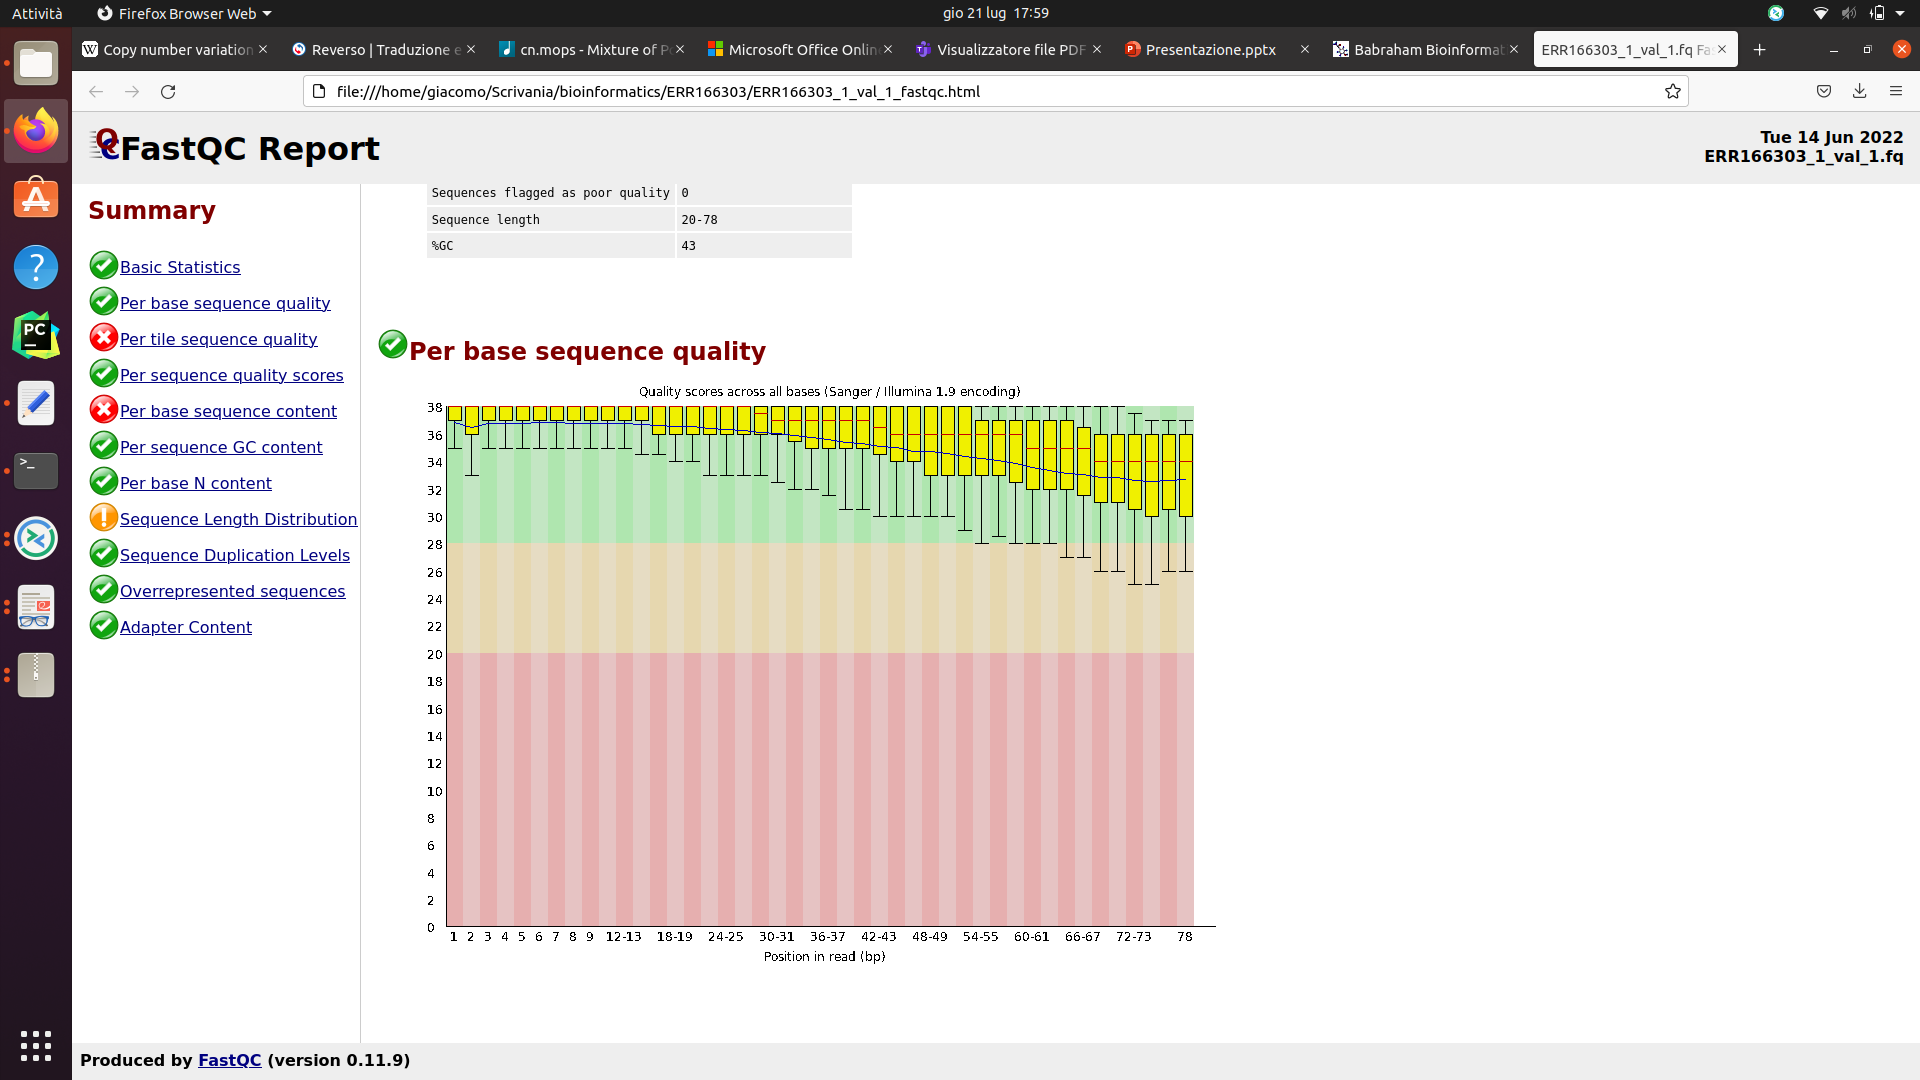 Attività
Firefox Browser Web
gio 21 lug 17:59
Copy number variation
Reverso | Traduzione e
cn.mops - Mixture of Po
Microsoft Office Online
Visualizzatore file PDF
Presentazione.pptx
Babraham Bioinformat
ERR166303_1_val_1.fq Fas
file:///home/giacomo/Scrivania/bioinformatics/ERR166303/ERR166303_1_val_1_fastqc.html
FastQC Report
Tue 14 Jun 2022
ERR166303_1_val_1.fq
Summary
Basic Statistics
Per base sequence quality
Per tile sequence quality
Per sequence quality scores
Per base sequence content
Per sequence GC content
Per base N content
Sequence Length Distribution
Sequence Duplication Levels
Overrepresented sequences
Adapter Content
Sequences flagged as poor quality 0
Sequence length 20-78
%GC 43
Per base sequence quality
Quality scores across all bases (Sanger / Illumina 1.9 encoding)
38
36
34
32
30
28
26
24
22
20
18
16
14
12
10
8
6
4
2
0
1 2 3 4 5 6 7 8 9 12-13 18-19 24-25 30-31 36-37 42-43 48-49 54-55 60-61 66-67 72-73 78
Position in read (bp)
Produced by FastQC (version 0.11.9)
PC
>_